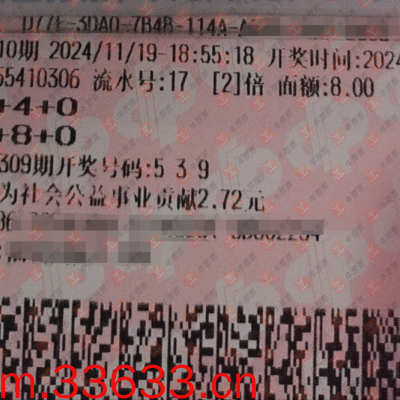 D77E-3DA0-7B48-114A-A
10期 2024/11/19-18:55:18 开奖时间:2024
55410306 流水号:17 [2]倍 面额:8.00
+4+0
+8+0
309期开奖号码:5 3 9
为社会公益事业贡献2.72元
m.33633.cn